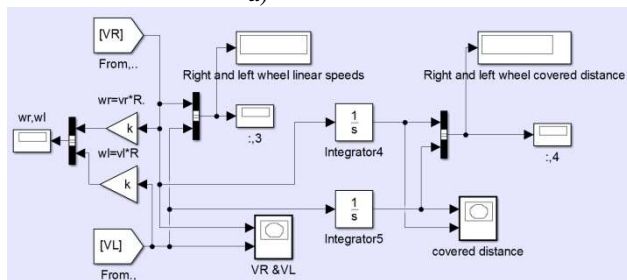 a)
[VR]
From,..
Right and left wheel linear speeds
Right and left wheel covered distance
wr=vr*R.
wr,wl
k
:,3
1
s
Integrator4
:,4
wl=vl*R
k
1
s
Integrator5
[VL]
From.,
VR &VL
covered distance